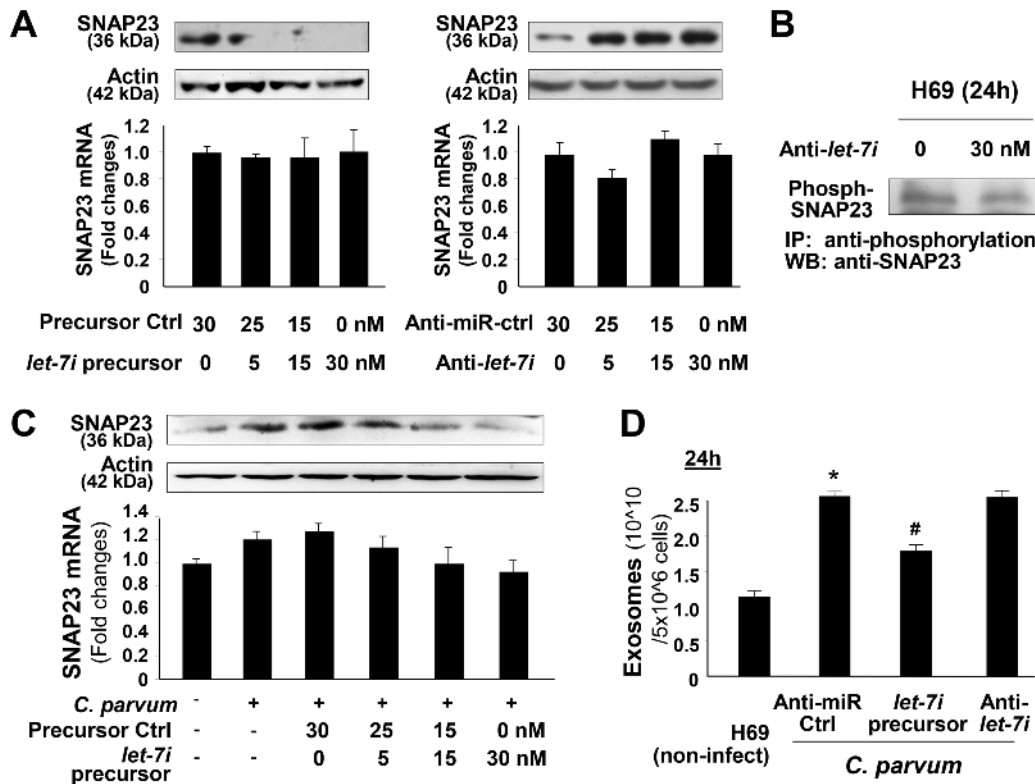 A
SNAP23
(36 kDa)
Actin
(42 kDa)
SNAP23 mRNA
(Fold changes)
1.2
1.0
0.8
0.6
0.4
0.2
0
Precursor Ctrl 30 25 15 0 nM
let-7i precursor 0 5 15 30 nM
SNAP23
(36 kDa)
Actin
(42 kDa)
SNAP23 mRNA
(Fold changes)
1.2
1.0
0.8
0.6
0.4
0.2
0
Anti-miR-ctrl 30 25 15 0 nM
Anti-let-7i 0 5 15 30 nM
B
H69 (24h)
Anti-let-7i 0 30 nM
Phosph-
SNAP23
IP: anti-phosphorylation
WB: anti-SNAP23
C
SNAP23
(36 kDa)
Actin
(42 kDa)
SNAP23 mRNA
(Fold changes)
1.4
1.2
1.0
0.8
0.6
0.4
0.2
0
C. parvum - + + + + +
Precursor Ctrl - - 30 25 15 0 nM
let-7i - - 0 5 15 30 nM
precursor
D
24h
Exosomes (10^10
/5x10^6 cells)
2.5
2.0
1.5
1.0
0.5
0
*
#
H69
(non-infect)
Anti-miR
Ctrl
let-7i
precursor
Anti-
let-7i
C. parvum